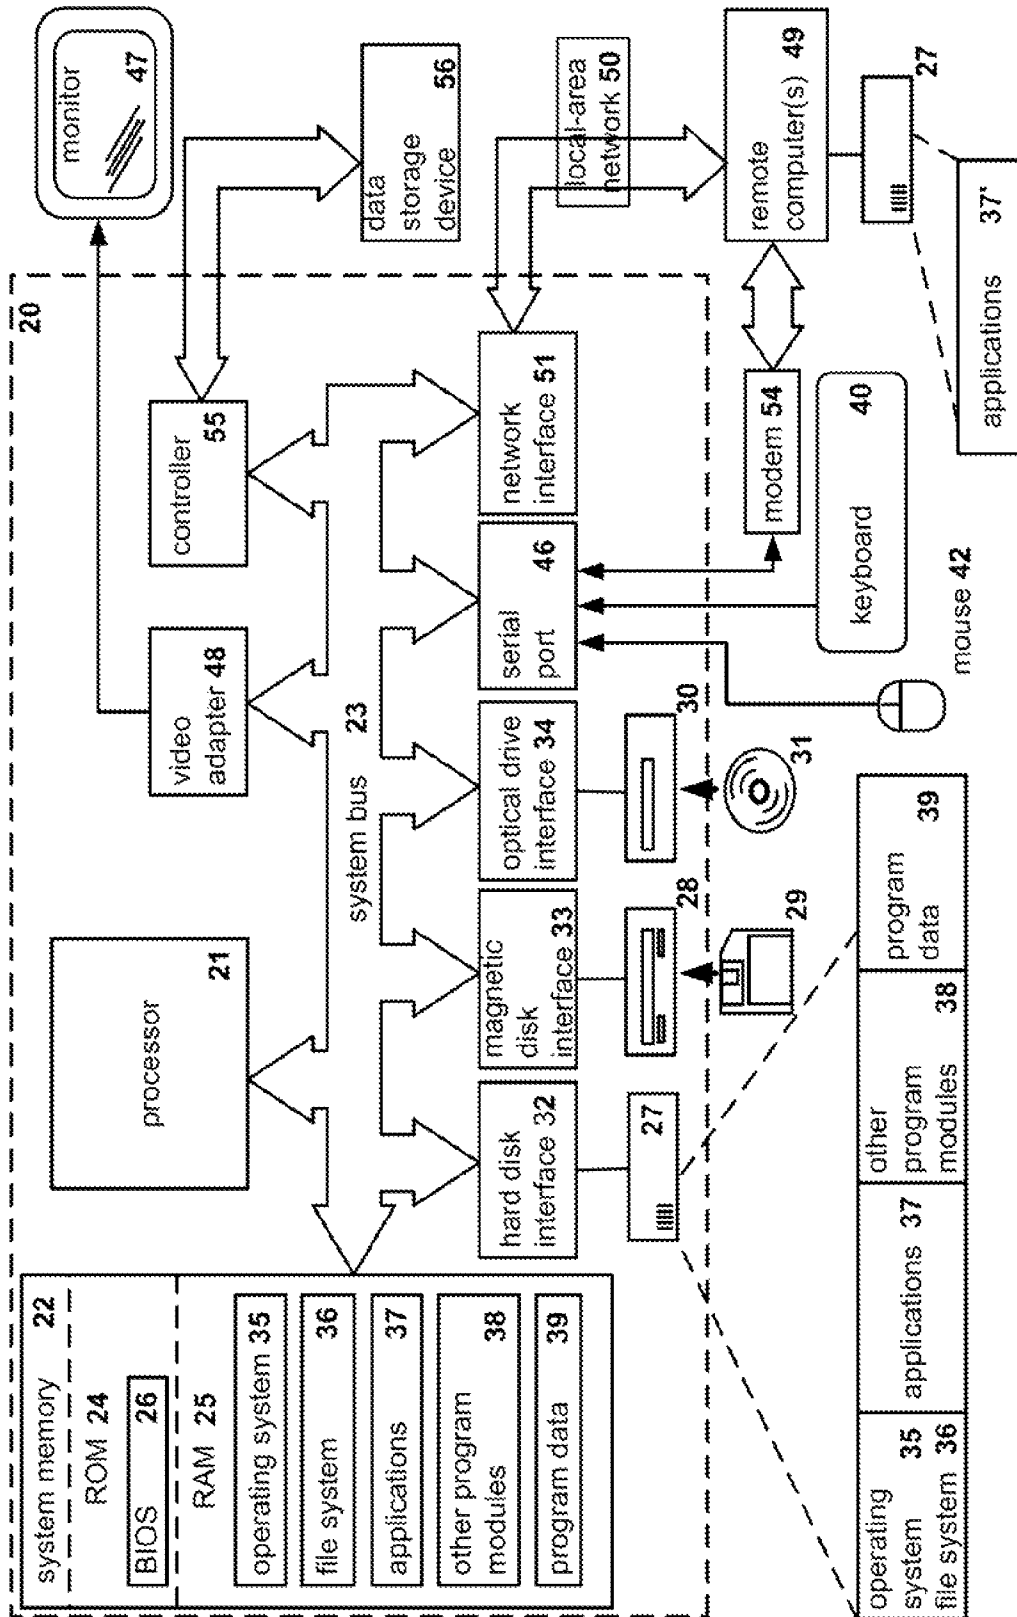 20
system memory 22
ROM 24
BIOS 26
RAM 25
operating system 35
file system 36
applications 37
other program
modules 38
program data 39
processor
21
video
adapter 48
controller
55
monitor
47
system bus 23
data
storage
device
56
hard disk
interface 32
magnetic
disk
interface 33
optical drive
interface 34
serial
port
46
network
interface 51
local-area
network 50
27
28
29
30
31
mouse 42
keyboard
40
modem 54
remote
computer(s)
49
27
applications 37'
operating
system 35
file system 36
applications 37
other
program
modules 38
program
data
39